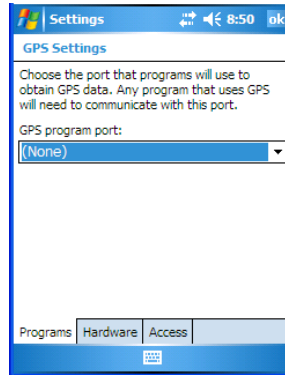 Settings 8:50 ok
GPS Settings
Choose the port that programs will use to
obtain GPS data. Any program that uses GPS
will need to communicate with this port.
GPS program port:
(None)
Programs Hardware Access